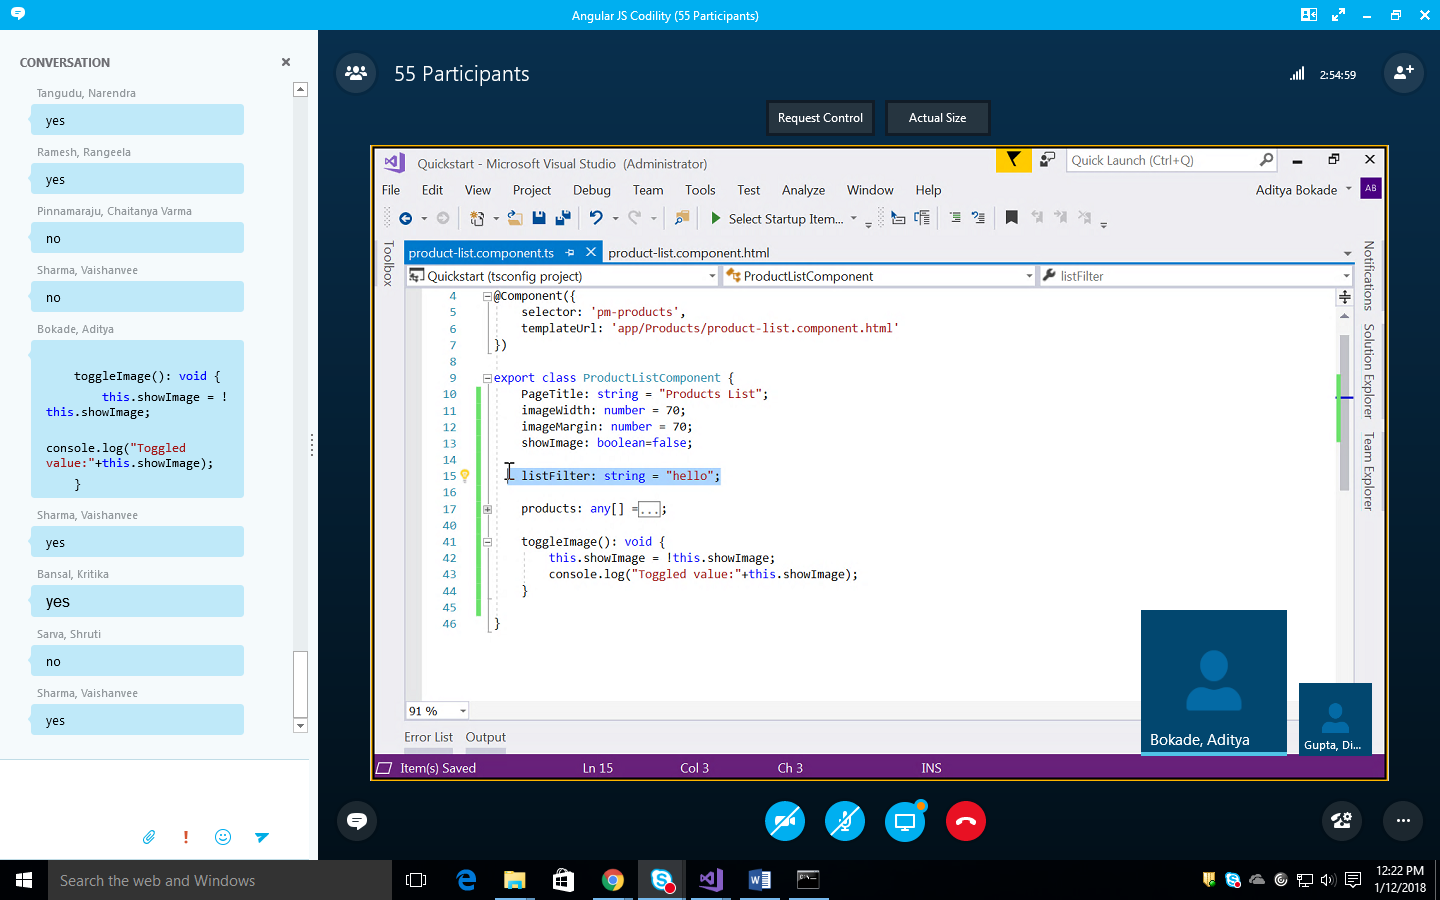 Angular JS Codility (55 Participants)
CONVERSATION
Tangudu, Narendra
yes
Ramesh, Rangeela
yes
Pinnamaraju, Chaitanya Varma
no
Sharma, Vaishanvee
no
Bokade, Aditya
toggleImage(): void {
this.showImage = !
this.showImage;
console.log("Toggled
value:"+this.showImage);
}
Sharma, Vaishanvee
yes
Bansal, Kritika
yes
Sarva, Shruti
no
Sharma, Vaishanvee
yes
55 Participants
2:54:59
Request Control
Actual Size
Quickstart - Microsoft Visual Studio (Administrator)
Quick Launch (Ctrl+Q)
File Edit View Project Debug Team Tools Test Analyze Window Help
Aditya Bokade AB
Select Startup Item...
Toolbox
product-list.component.ts
product-list.component.html
Quickstart (tsconfig project)
ProductListComponent
listFilter
4 @Component({
5 selector: 'pm-products',
6 templateUrl: 'app/Products/product-list.component.html'
7 })
8
9 export class ProductListComponent {
10 PageTitle: string = "Products List";
11 imageWidth: number = 70;
12 imageMargin: number = 70;
13 showImage: boolean=false;
14
15 listFilter: string = "hello";
16
17 products: any[] =...;
40
41 toggleImage(): void {
42 this.showImage = !this.showImage;
43 console.log("Toggled value:"+this.showImage);
44 }
45
46 }
Notifications
Solution Explorer
Team Explorer
91 %
Error List Output
Item(s) Saved
Ln 15
Col 3
Ch 3
INS
Bokade, Aditya
Gupta, Di...
Search the web and Windows
12:22 PM
1/12/2018